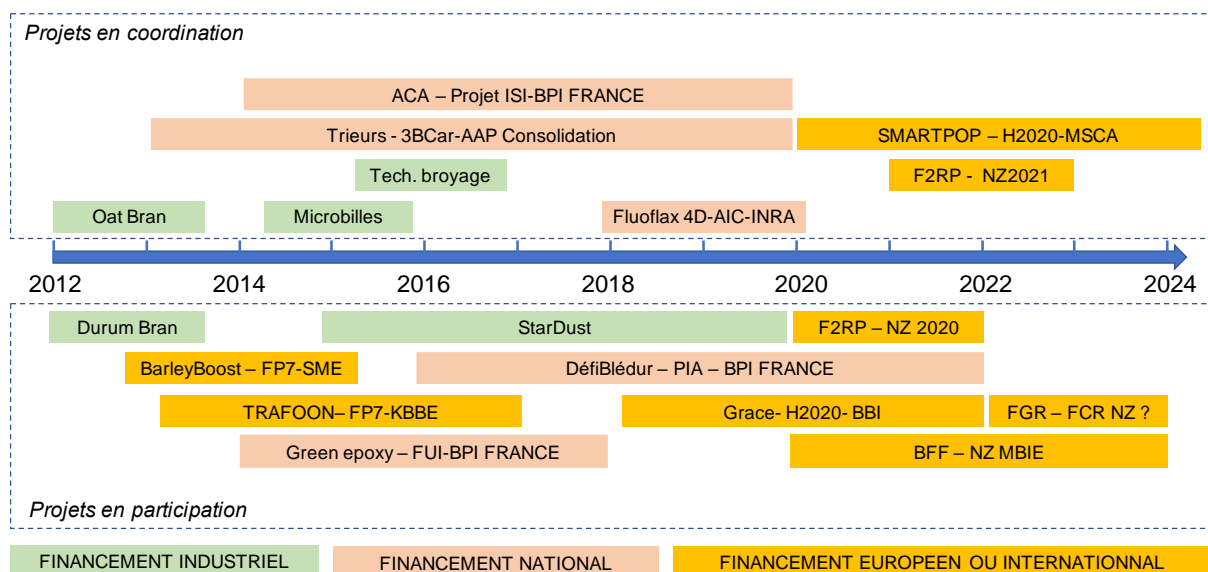 Projets en coordination
ACA – Projet ISI-BPI FRANCE
Trieurs - 3BCar-AAP Consolidation
SMARTPOP – H2020-MSCA
Tech. broyage
F2RP - NZ2021
Oat Bran
Microbilles
Fluoflax 4D-AIC-INRA
2012
2014
2016
2018
2020
2022
2024
Durum Bran
StarDust
F2RP – NZ 2020
BarleyBoost – FP7-SME
DéfiBlédur – PIA – BPI FRANCE
TRAFOON– FP7-KBBE
Grace- H2020- BBI
FGR – FCR NZ ?
Green epoxy – FUI-BPI FRANCE
BFF – NZ MBIE
Projets en participation
FINANCEMENT INDUSTRIEL
FINANCEMENT NATIONAL
FINANCEMENT EUROPEEN OU INTERNATIONNAL